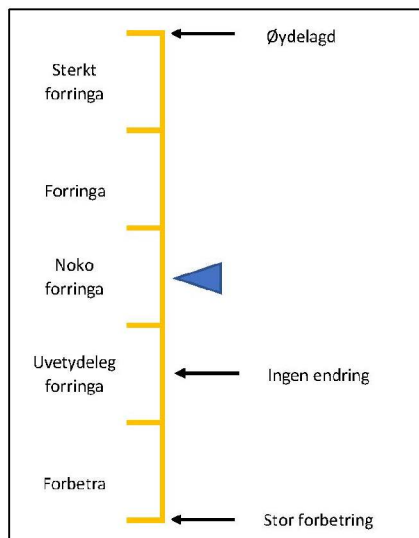 Øydelagd
Sterkt
forringa
Forringa
Noko
forringa
Uvetydeleg
forringa
Ingen endring
Forbetra
Stor forbetring